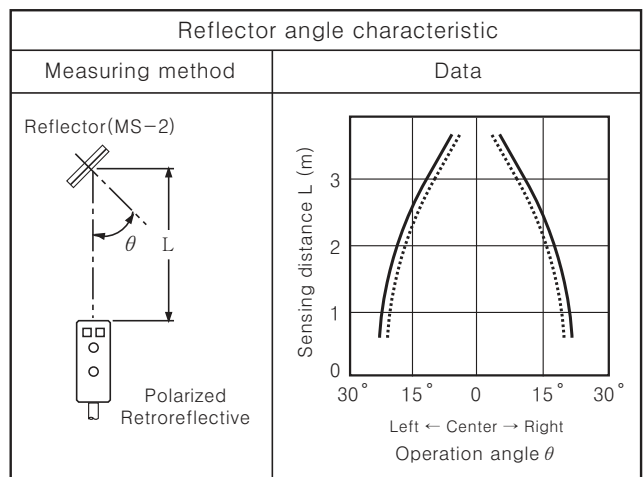 Reflector angle characteristic
Measuring method
Data
Reflector(MS-2)
θ
L
Polarized
Retroreflective
Sensing distance L (m)
3
2
1
0
30° 15° 0 15° 30°
Left ← Center → Right
Operation angle θ